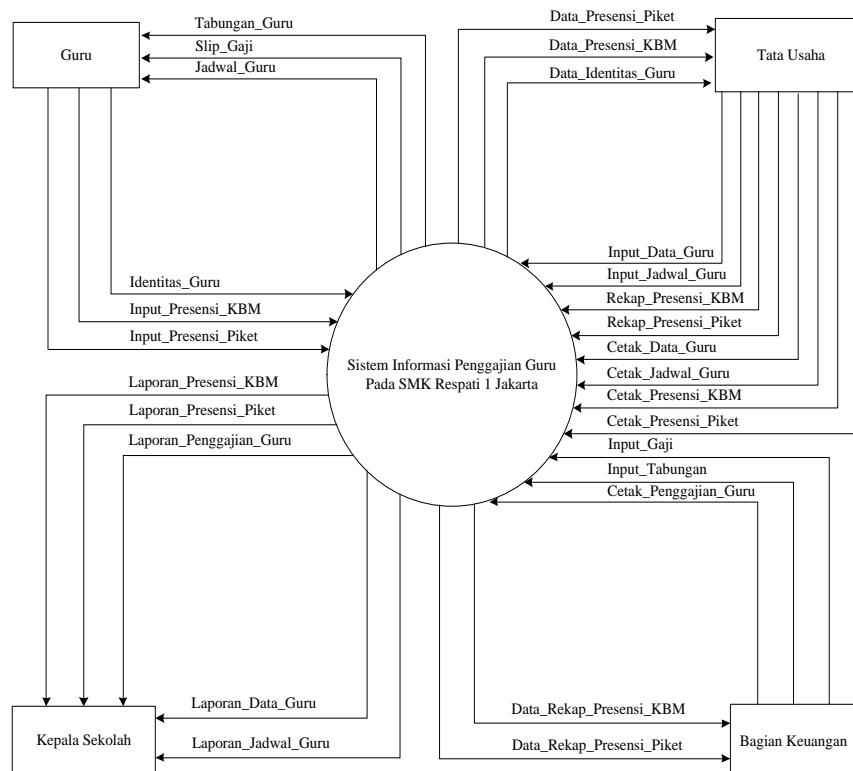 Tabungan_Guru
Slip_Gaji
Jadwal_Guru
Guru
Data_Presensi_Piket
Data_Presensi_KBM
Data_Identitas_Guru
Tata Usaha
Identitas_Guru
Input_Presensi_KBM
Input_Presensi_Piket
Input_Data_Guru
Input_Jadwal_Guru
Rekap_Presensi_KBM
Rekap_Presensi_Piket
Cetak_Data_Guru
Cetak_Jadwal_Guru
Cetak_Presensi_KBM
Cetak_Presensi_Piket
Sistem Informasi Penggajian Guru
Pada SMK Respati 1 Jakarta
Laporan_Presensi_KBM
Laporan_Presensi_Piket
Laporan_Penggajian_Guru
Input_Gaji
Input_Tabungan
Cetak_Penggajian_Guru
Laporan_Data_Guru
Laporan_Jadwal_Guru
Kepala Sekolah
Data_Rekap_Presensi_KBM
Data_Rekap_Presensi_Piket
Bagian Keuangan